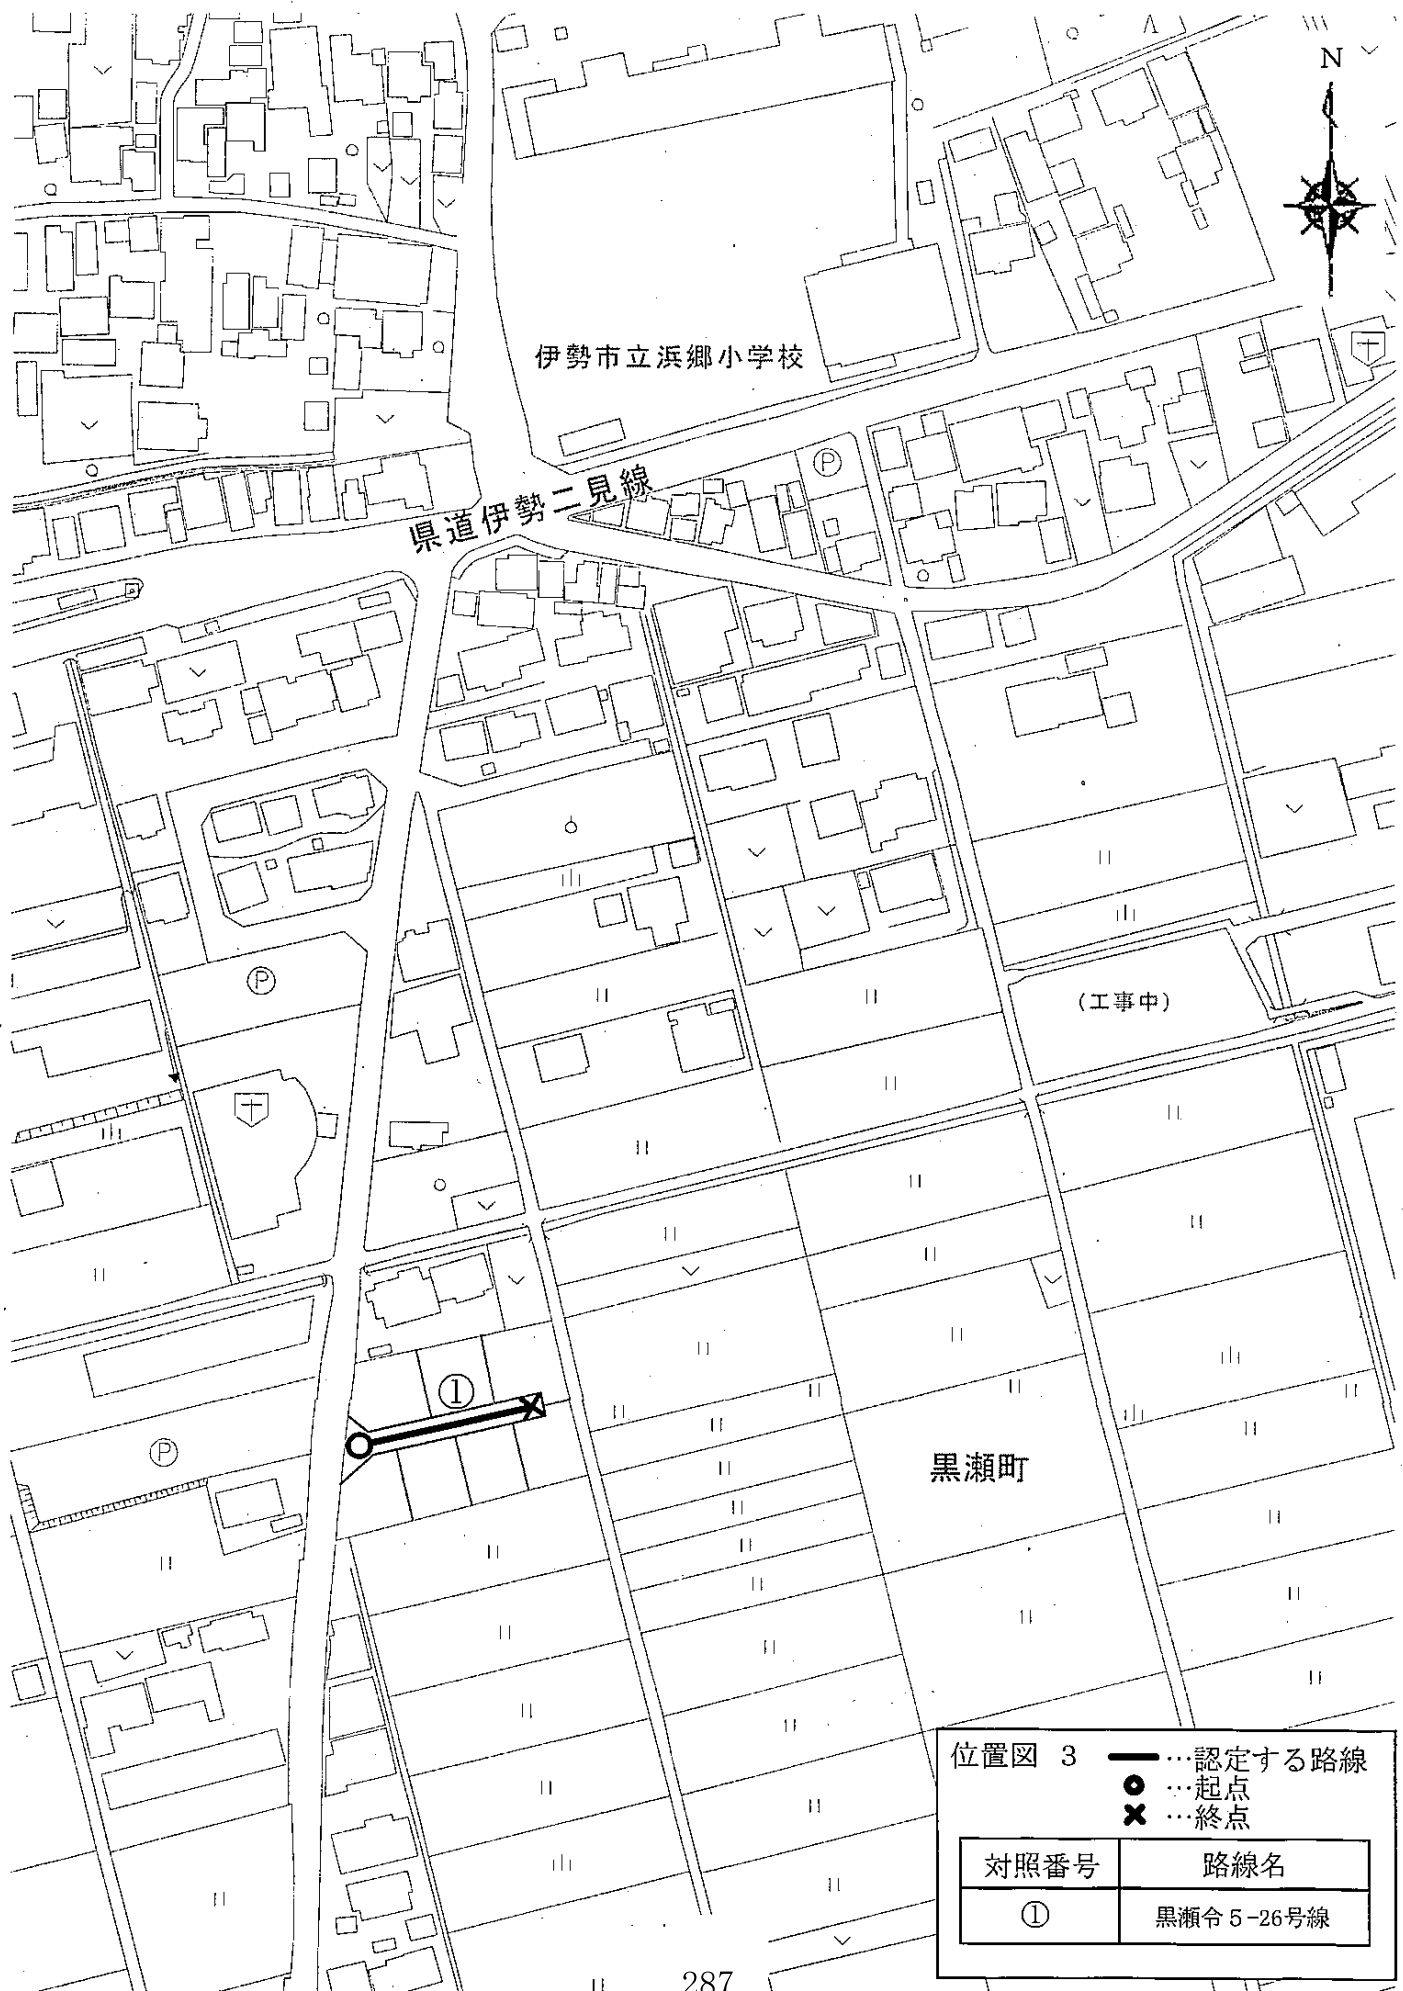 N
伊勢市立浜郷小学校
P
県道伊勢二見線
P
(工事中)
①
P
黒瀬町
位置図 3
…認定する路線
…起点
…終点
対照番号 路線名
① 黒瀬令5-26号線
287